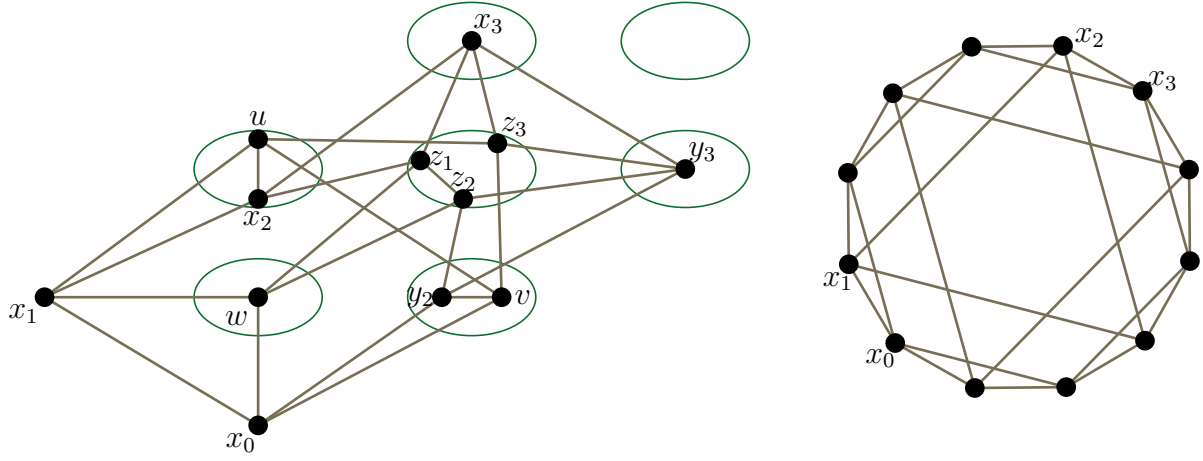 x₃
u
z₃
z₁
z₂
y₃
x₂
x₁
w
y₂
v
x₀
x₂
x₃
x₁
x₀